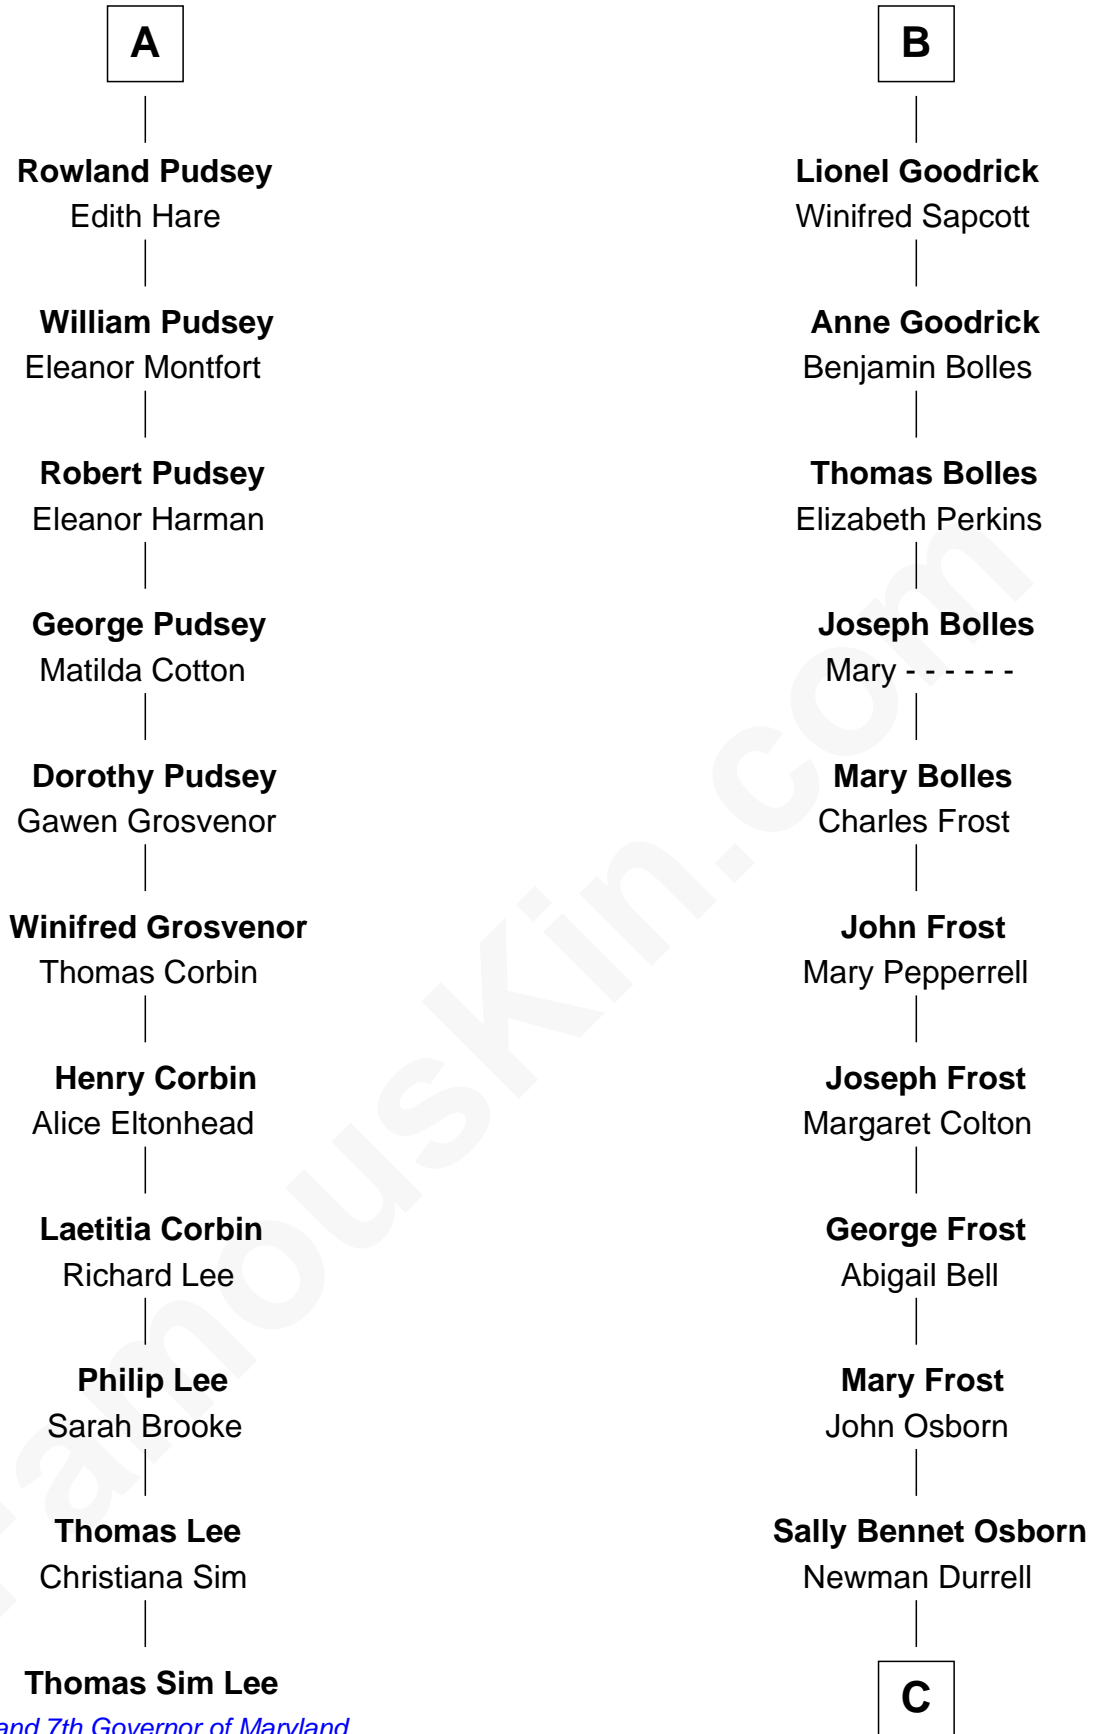 A
Rowland Pudsey
Edith Hare
William Pudsey
Eleanor Montfort
Robert Pudsey
Eleanor Harman
George Pudsey
Matilda Cotton
Dorothy Pudsey
Gawen Grosvenor
Winifred Grosvenor
Thomas Corbin
Henry Corbin
Alice Eltonhead
Laetitia Corbin
Richard Lee
Philip Lee
Sarah Brooke
Thomas Lee
Christiana Sim
Thomas Sim Lee
and 7th Governor of Maryland
B
Lionel Goodrick
Winifred Sapcott
Anne Goodrick
Benjamin Bolles
Thomas Bolles
Elizabeth Perkins
Joseph Bolles
Mary - - - - - -
Mary Bolles
Charles Frost
John Frost
Mary Pepperrell
Joseph Frost
Margaret Colton
George Frost
Abigail Bell
Mary Frost
John Osborn
Sally Bennet Osborn
Newman Durrell
C
FamousKin.com